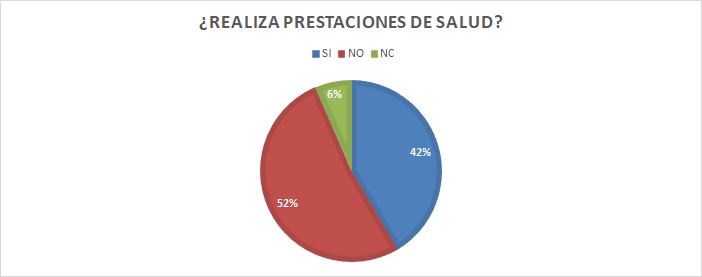 ¿REALIZA PRESTACIONES DE SALUD?
SI NO NC
6%
42%
52%